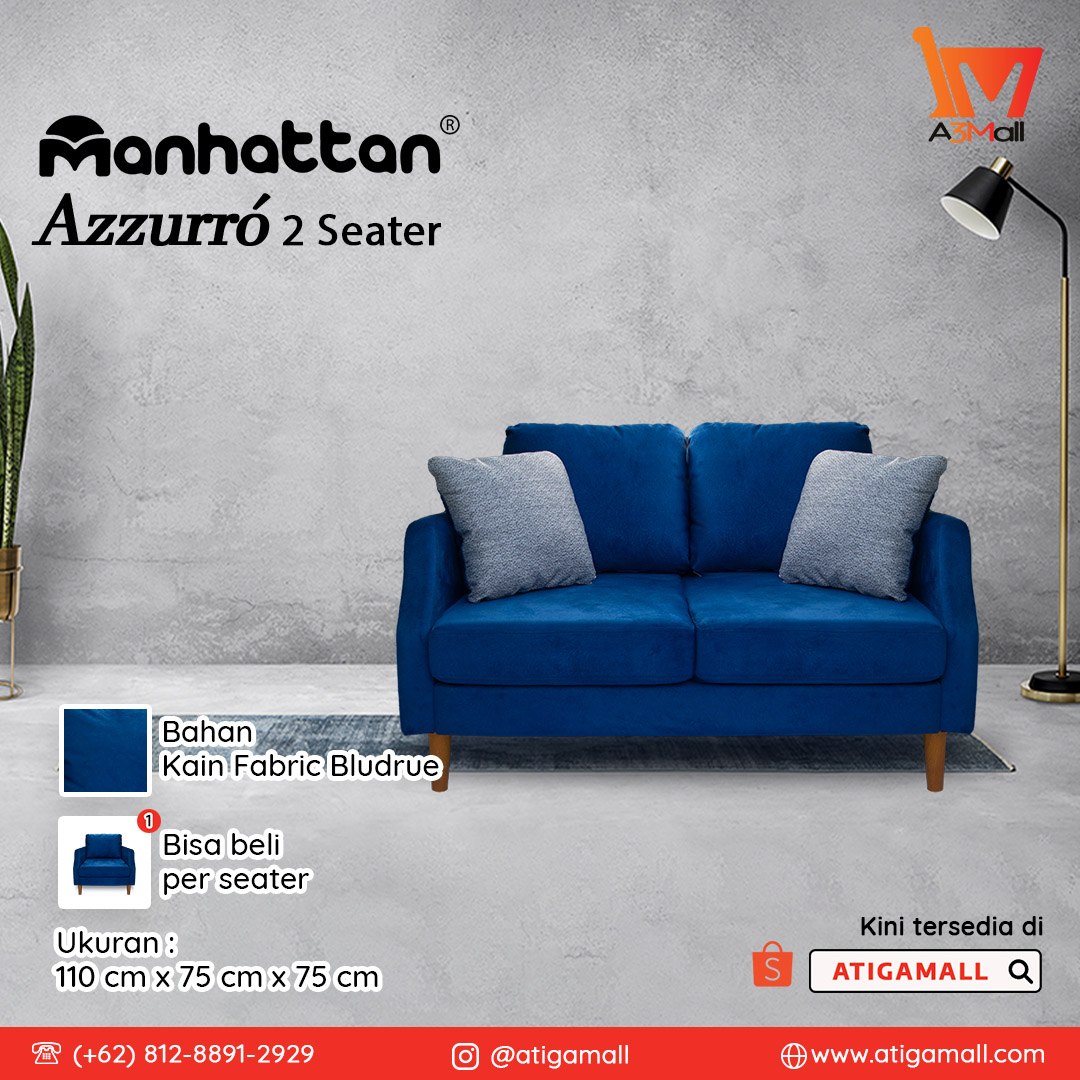 Manhattan®
Azzurró 2 Seater
A3Mall
Bahan
Kain Fabric Bludrue
1
Bisa beli
per seater
Ukuran :
110 cm x 75 cm x 75 cm
Kini tersedia di
S
ATIGAMALL
(+62) 812-8891-2929
@atigamall
www.atigamall.com